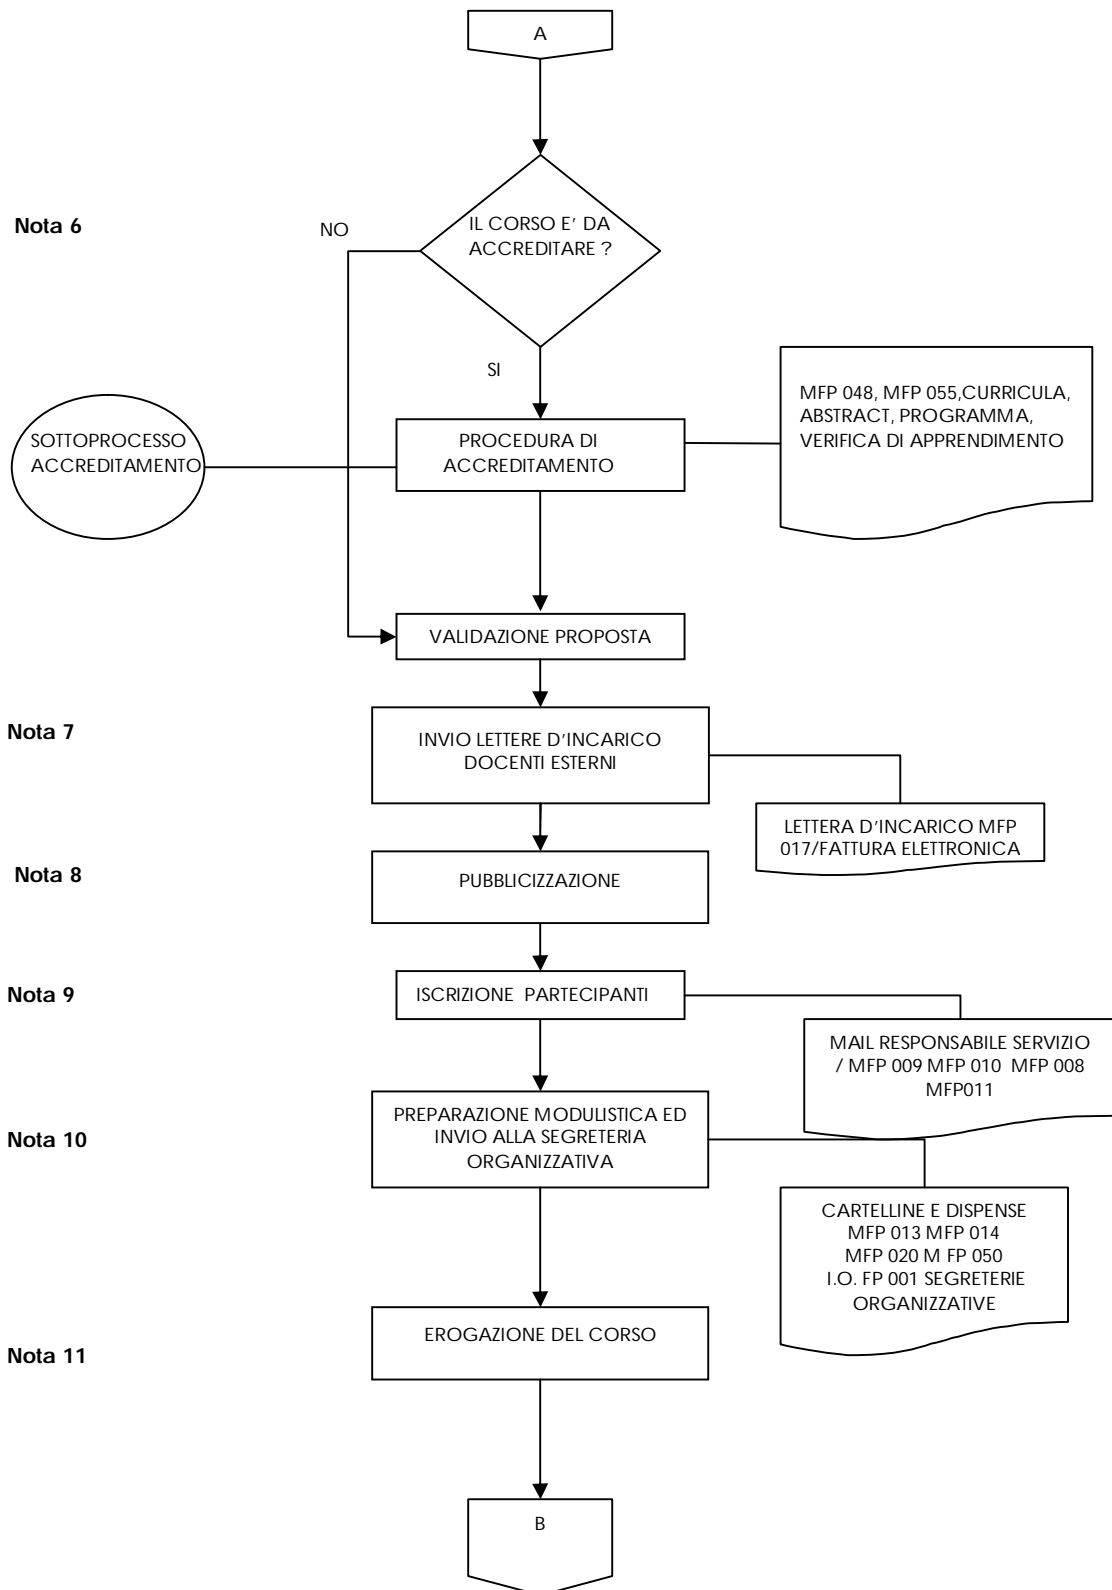 A
Nota 6
NO
IL CORSO E' DA
ACCREDITARE ?
SI
MFP 048, MFP 055,CURRICULA,
ABSTRACT, PROGRAMMA,
VERIFICA DI APPRENDIMENTO
SOTTOPROCESSO
ACCREDITAMENTO
PROCEDURA DI
ACCREDITAMENTO
VALIDAZIONE PROPOSTA
Nota 7
INVIO LETTERE D'INCARICO
DOCENTI ESTERNI
LETTERA D'INCARICO MFP
017/FATTURA ELETTRONICA
Nota 8
PUBBLICIZZAZIONE
Nota 9
ISCRIZIONE PARTECIPANTI
MAIL RESPONSABILE SERVIZIO
/ MFP 009 MFP 010 MFP 008
MFP011
Nota 10
PREPARAZIONE MODULISTICA ED
INVIO ALLA SEGRETERIA
ORGANIZZATIVA
CARTELLINE E DISPENSE
MFP 013 MFP 014
MFP 020 M FP 050
I.O. FP 001 SEGRETERIE
ORGANIZZATIVE
Nota 11
EROGAZIONE DEL CORSO
B